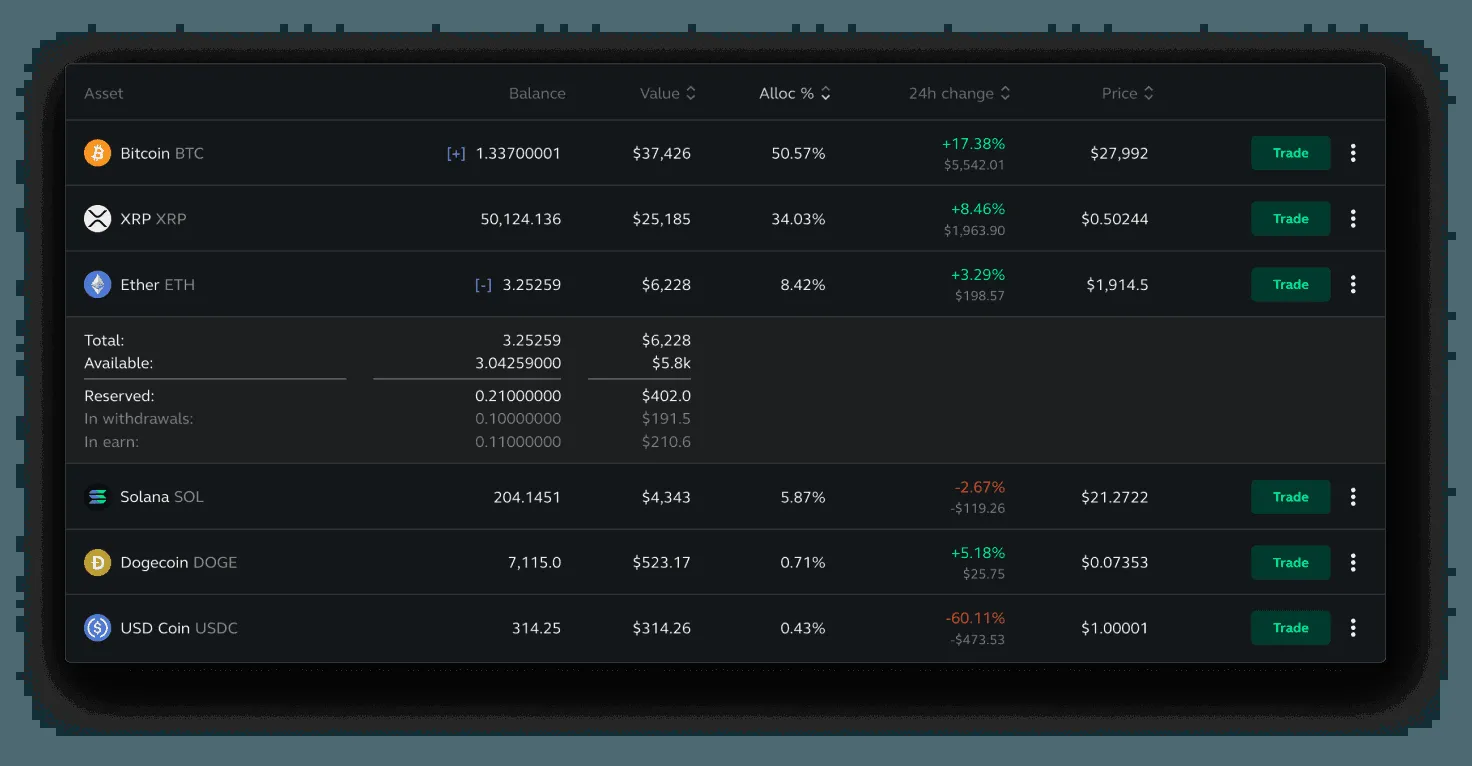 Asset Balance Value Alloc % 24h change Price
Bitcoin BTC [+] 1.33700001 $37,426 50.57% +17.38% $27,992 Trade
$5,542.01
XRP XRP 50,124.136 $25,185 34.03% +8.46% $0.50244 Trade
$1,963.90
Ether ETH [-] 3.25259 $6,228 8.42% +3.29% $1,914.5 Trade
$198.57
Total: 3.25259 $6,228
Available: 3.04259000 $5.8k
Reserved: 0.21000000 $402.0
In withdrawals: 0.10000000 $191.5
In earn: 0.11000000 $210.6
Solana SOL 204.1451 $4,343 5.87% -2.67% $21.2722 Trade
-$119.26
Dogecoin DOGE 7,115.0 $523.17 0.71% +5.18% $0.07353 Trade
$25.75
USD Coin USDC 314.25 $314.26 0.43% -60.11% $1.00001 Trade
-$473.53